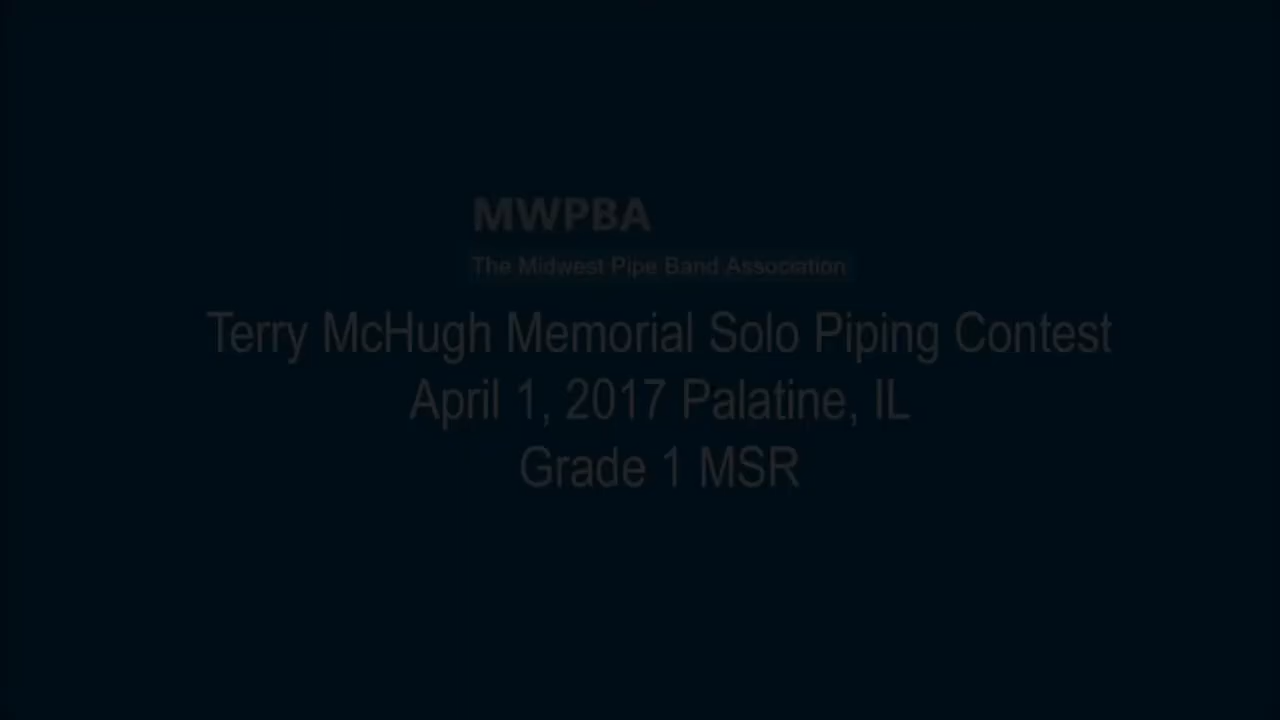 MWPBA
The Midwest Pipe Band Association
Terry McHugh Memorial Solo Piping Contest
April 1, 2017 Palatine, IL
Grade 1 MSR